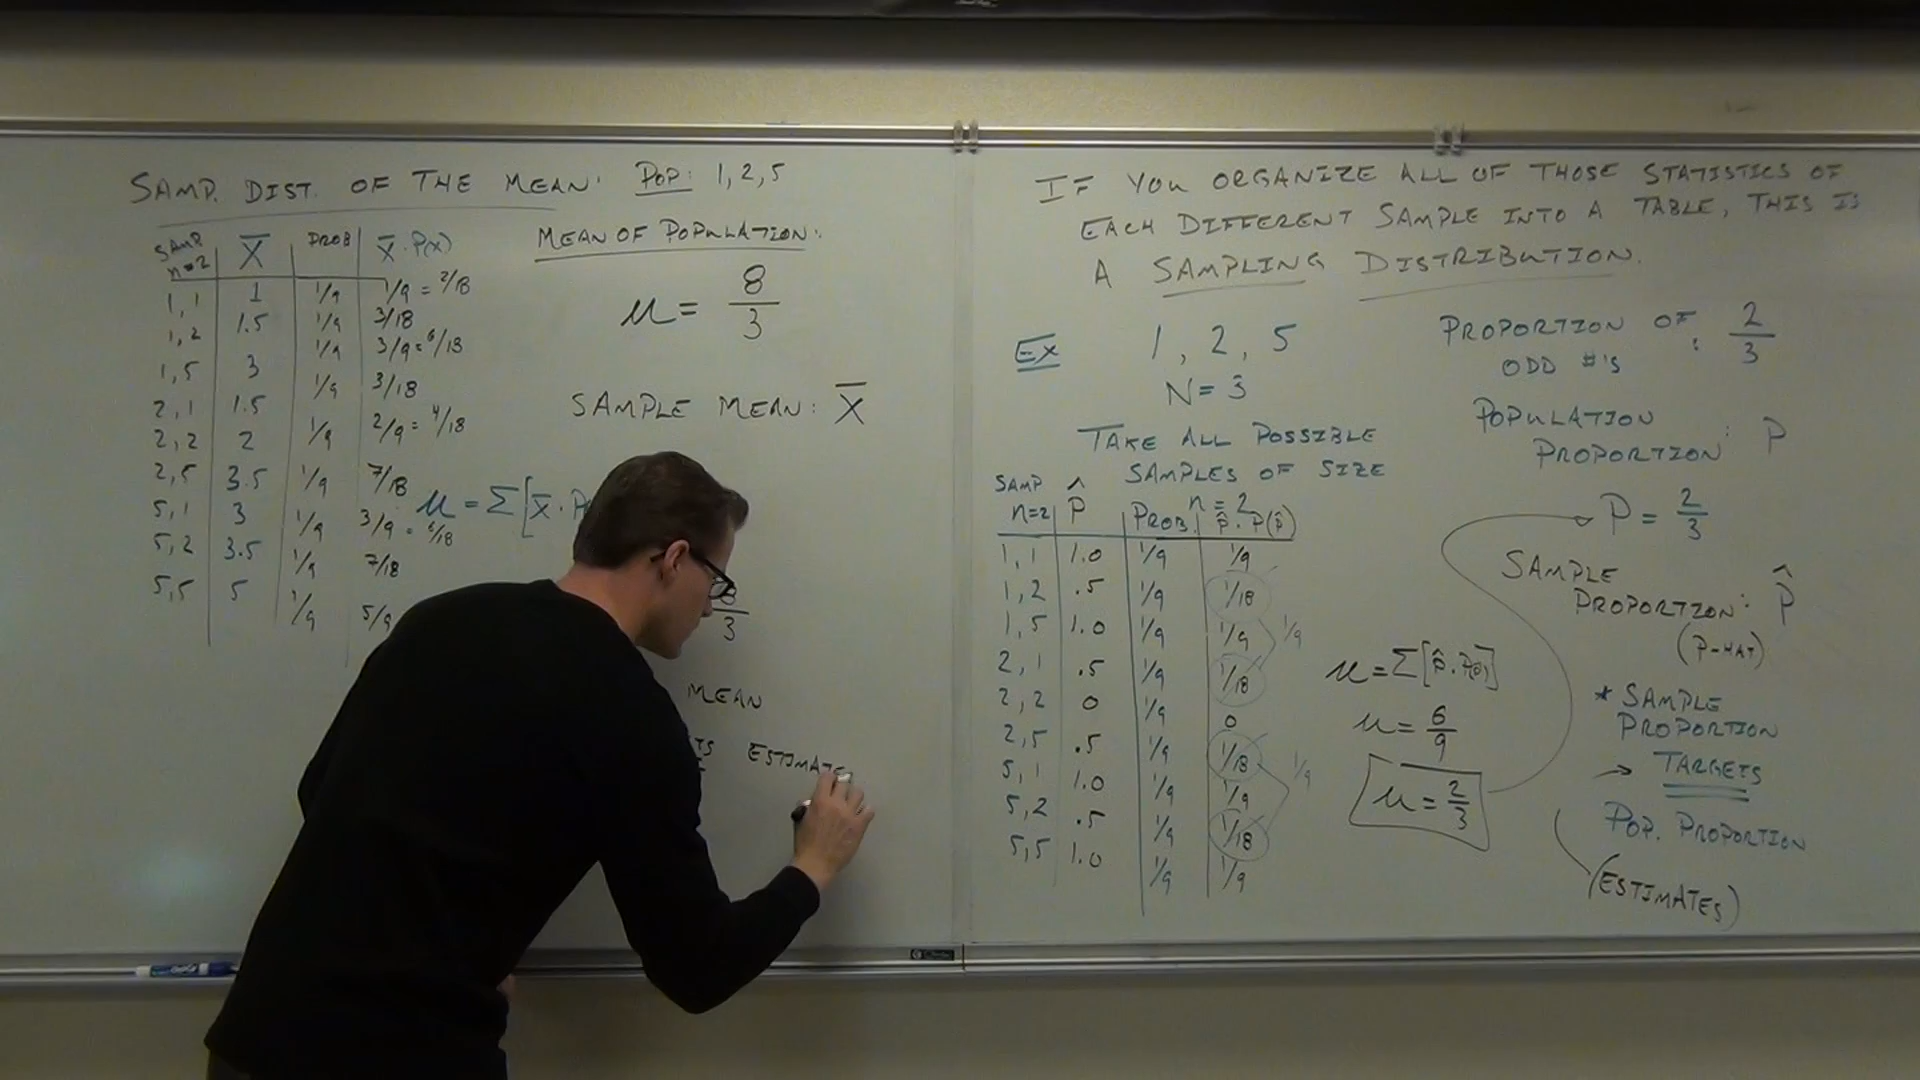 SAMP. DIST. OF THE MEAN: POP: 1, 2, 5
MEAN OF POPULATION:
μ = 8/3
SAMPLE MEAN: X̄
SAMP n=2 X̄ PROB X̄ · P(X)
1, 1 1 1/9 1/9 = 2/18
1, 2 1.5 1/9 3/18
1, 5 3 1/9 3/9 = 6/18
2, 1 1.5 1/9 3/18
2, 2 2 1/9 2/9 = 4/18
2, 5 3.5 1/9 7/18
5, 1 3 1/9 3/9 = 6/18
5, 2 3.5 1/9 7/18
5, 5 5 1/9 5/9
μ = Σ[X̄ · P
8/3
MEAN
ESTIMATE
IF YOU ORGANIZE ALL OF THOSE STATISTICS OF
EACH DIFFERENT SAMPLE INTO A TABLE, THIS IS
A SAMPLING DISTRIBUTION.
EX 1, 2, 5
N = 3
TAKE ALL POSSIBLE
SAMPLES OF SIZE
n = 2
SAMP n=2 P̂ PROB. P̂ · P(P̂)
1, 1 1.0 1/9 1/9
1, 2 .5 1/9 1/18
1, 5 1.0 1/9 1/9
2, 1 .5 1/9 1/18
2, 2 0 1/9 0
2, 5 .5 1/9 1/18
5, 1 1.0 1/9 1/9
5, 2 .5 1/9 1/18
5, 5 1.0 1/9 1/9
1/9
1/9
μ = Σ[P̂ · P(P̂)]
μ = 6/9
μ = 2/3
PROPORTION OF
ODD #'S : 2/3
POPULATION
PROPORTION: P
P = 2/3
SAMPLE
PROPORTION: P̂
(P-HAT)
* SAMPLE
PROPORTION
→ TARGETS
POP. PROPORTION
(ESTIMATES)